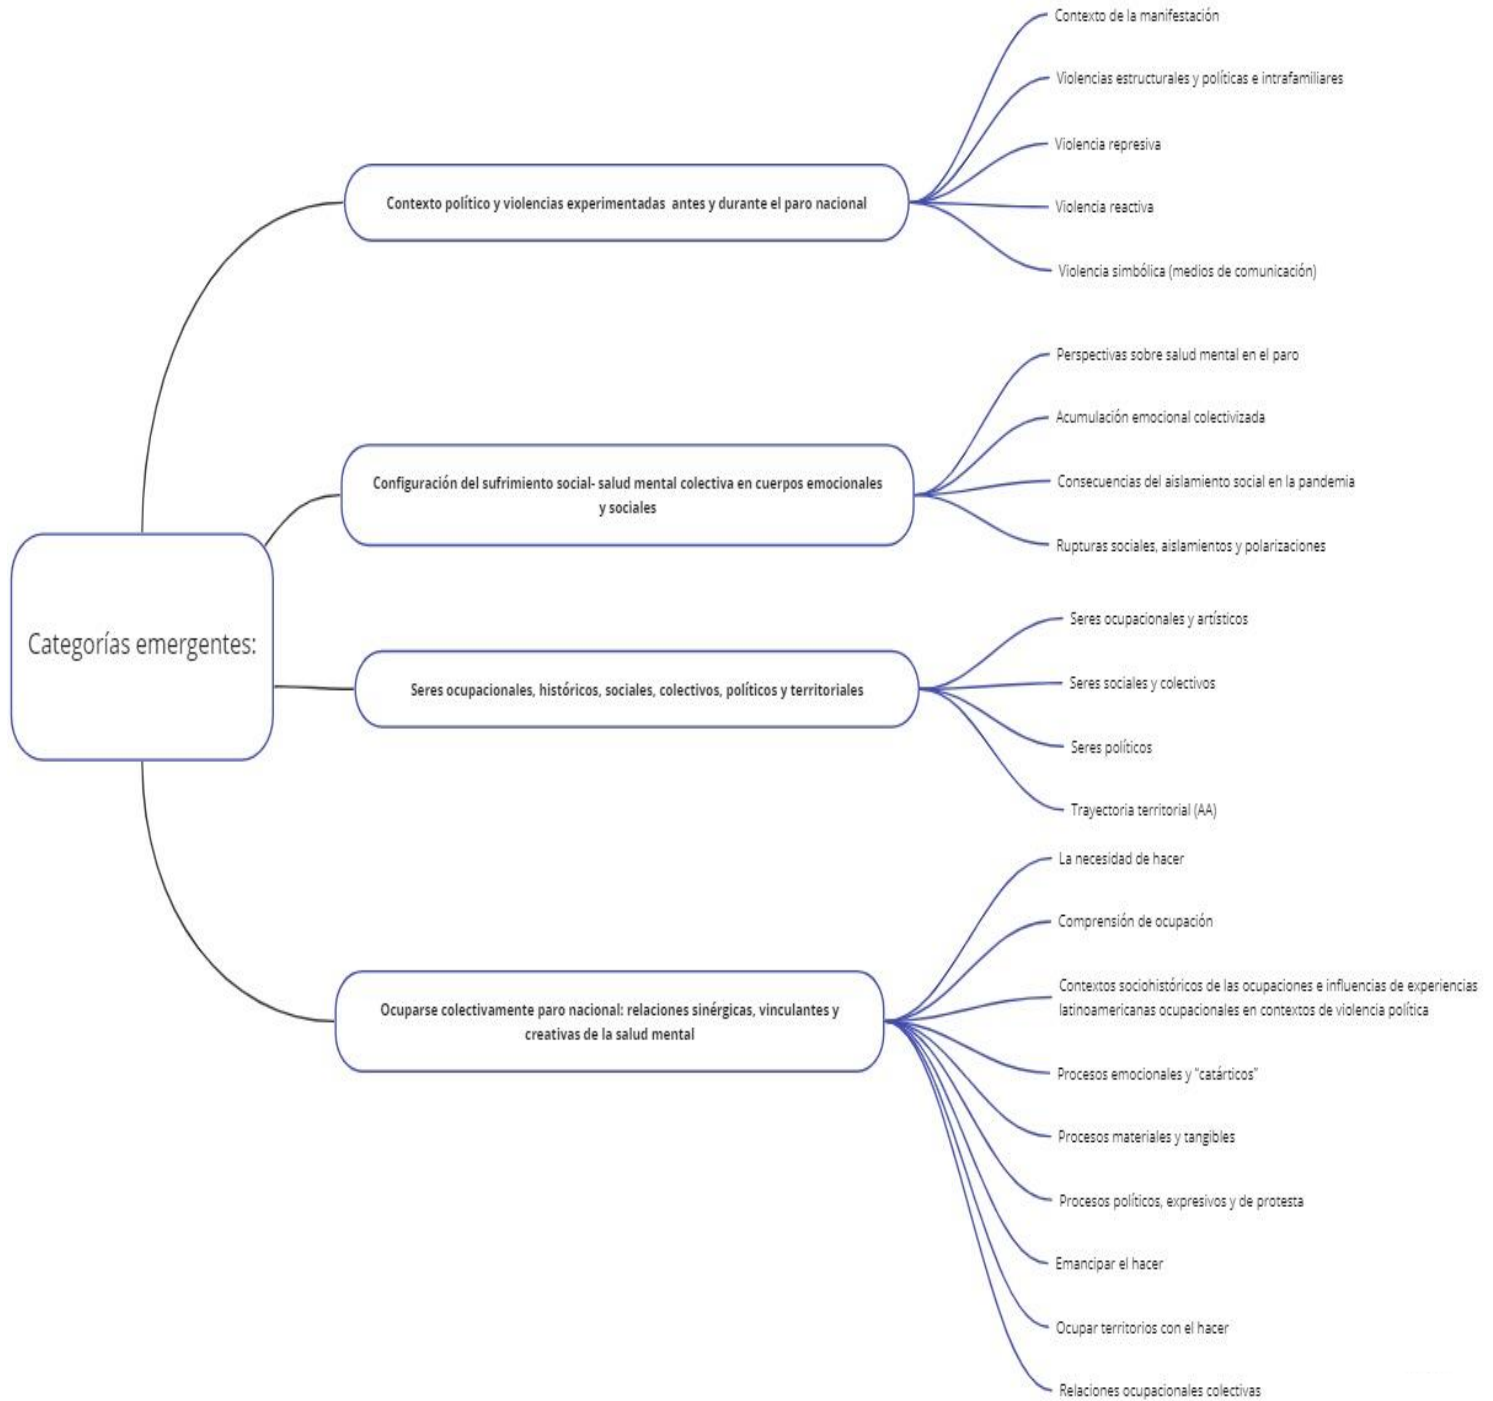 Categorías emergentes:
Contexto político y violencias experimentadas antes y durante el paro nacional
Contexto de la manifestación
Violencias estructurales y políticas e intrafamiliares
Violencia represiva
Violencia reactiva
Violencia simbólica (medios de comunicación)
Configuración del sufrimiento social- salud mental colectiva en cuerpos emocionales
y sociales
Perspectivas sobre salud mental en el paro
Acumulación emocional colectivizada
Consecuencias del aislamiento social en la pandemia
Rupturas sociales, aislamientos y polarizaciones
Seres ocupacionales, históricos, sociales, colectivos, políticos y territoriales
Seres ocupacionales y artísticos
Seres sociales y colectivos
Seres políticos
Trayectoria territorial (AA)
Ocuparse colectivamente paro nacional: relaciones sinérgicas, vinculantes y
creativas de la salud mental
La necesidad de hacer
Comprensión de ocupación
Contextos sociohistóricos de las ocupaciones e influencias de experiencias
latinoamericanas ocupacionales en contextos de violencia política
Procesos emocionales y “catárticos”
Procesos materiales y tangibles
Procesos políticos, expresivos y de protesta
Emancipar el hacer
Ocupar territorios con el hacer
Relaciones ocupacionales colectivas